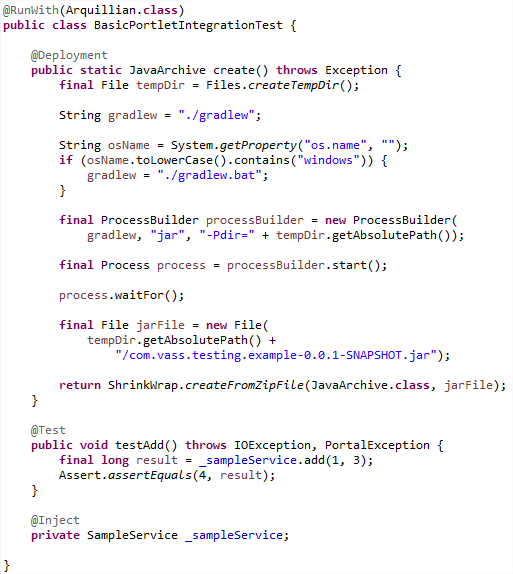 @RunWith(Arquillian.class)
public class BasicPortletIntegrationTest {

    @Deployment
    public static JavaArchive create() throws Exception {
        final File tempDir = Files.createTempDir();

        String gradlew = "./gradlew";

        String osName = System.getProperty("os.name", "");
        if (osName.toLowerCase().contains("windows")) {
            gradlew = "./gradlew.bat";
        }

        final ProcessBuilder processBuilder = new ProcessBuilder(
            gradlew, "jar", "-Pdir=" + tempDir.getAbsolutePath());

        final Process process = processBuilder.start();

        process.waitFor();

        final File jarFile = new File(
            tempDir.getAbsolutePath() +
                "/com.vass.testing.example-0.0.1-SNAPSHOT.jar");

        return ShrinkWrap.createFromZipFile(JavaArchive.class, jarFile);
    }

    @Test
    public void testAdd() throws IOException, PortalException {
        final long result = _sampleService.add(1, 3);
        Assert.assertEquals(4, result);
    }

    @Inject
    private SampleService _sampleService;

}